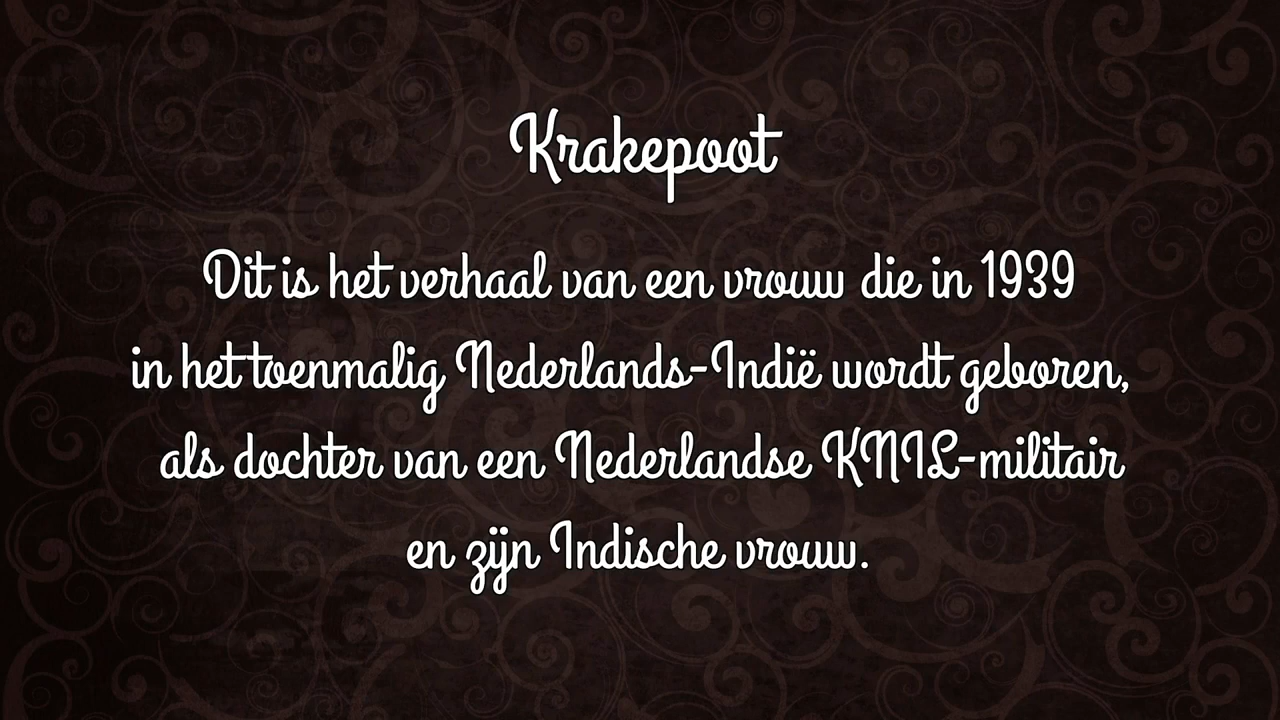 Krakepoot
Dit is het verhaal van een vrouw die in 1939
in het toenmalig Nederlands-Indië wordt geboren,
als dochter van een Nederlandse KNIL-militair
en zijn Indische vrouw.